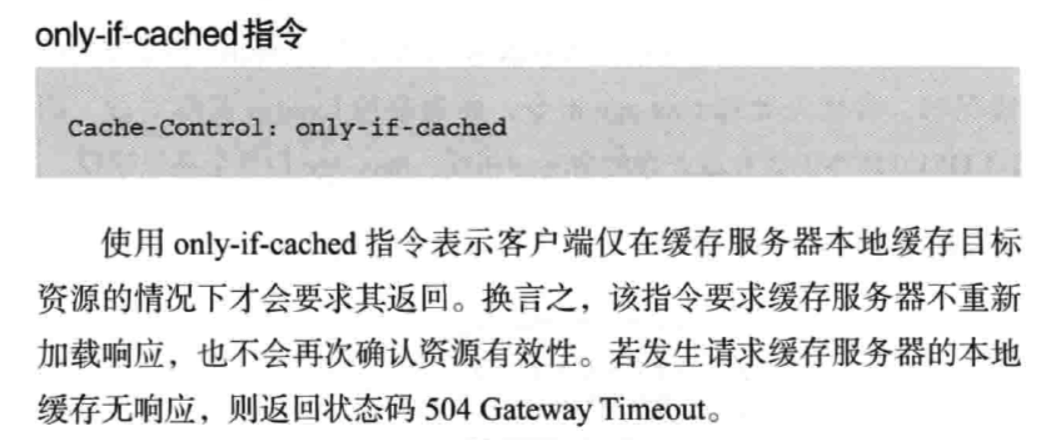 only-if-cached 指令
Cache-Control: only-if-cached
使用 only-if-cached 指令表示客户端仅在缓存服务器本地缓存目标
资源的情况下才会要求其返回。换言之，该指令要求缓存服务器不重新
加载响应，也不会再次确认资源有效性。若发生请求缓存服务器的本地
缓存无响应，则返回状态码 504 Gateway Timeout。